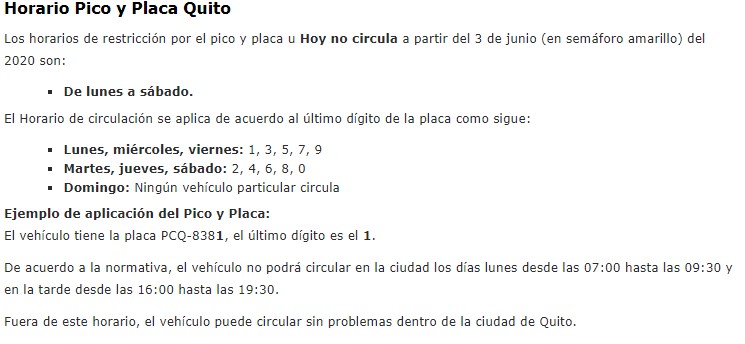 Horario Pico y Placa Quito
Los horarios de restricción por el pico y placa u Hoy no circula a partir del 3 de junio (en semáforo amarillo) del
2020 son:
▪ De lunes a sábado.
El Horario de circulación se aplica de acuerdo al último dígito de la placa como sigue:
▪ Lunes, miércoles, viernes: 1, 3, 5, 7, 9
▪ Martes, jueves, sábado: 2, 4, 6, 8, 0
▪ Domingo: Ningún vehículo particular circula
Ejemplo de aplicación del Pico y Placa:
El vehículo tiene la placa PCQ-8381, el último dígito es el 1.
De acuerdo a la normativa, el vehículo no podrá circular en la ciudad los días lunes desde las 07:00 hasta las 09:30 y
en la tarde desde las 16:00 hasta las 19:30.
Fuera de este horario, el vehículo puede circular sin problemas dentro de la ciudad de Quito.